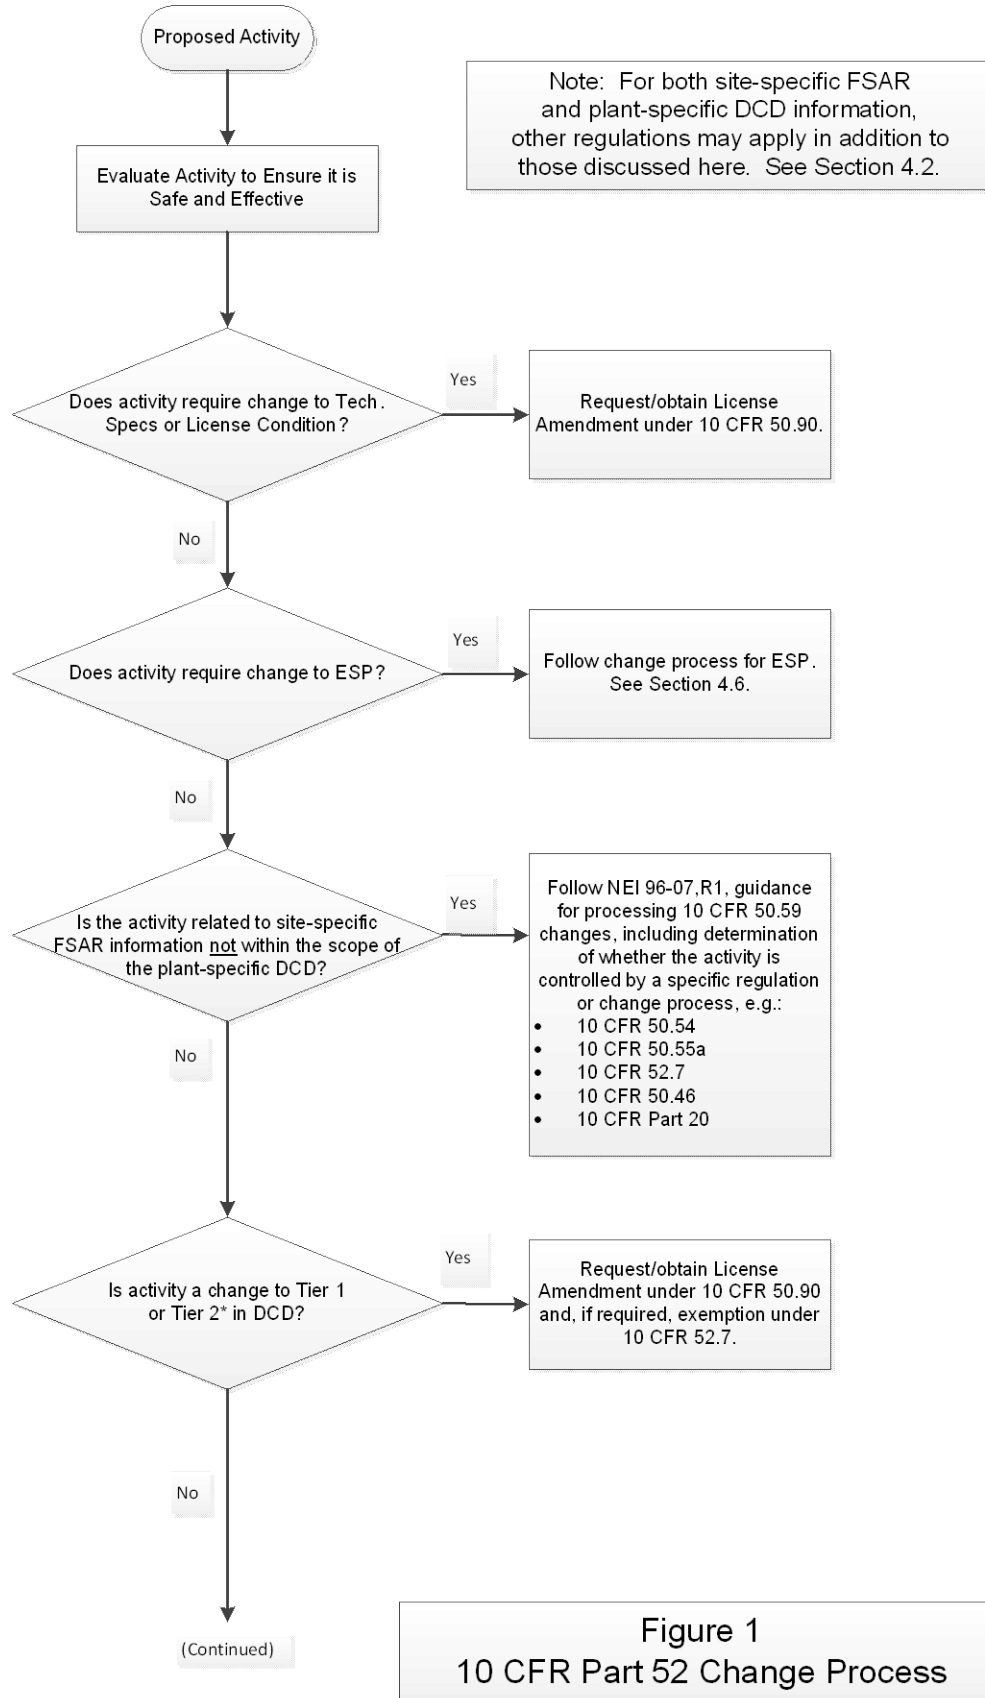 Proposed Activity
Note: For both site-specific FSAR
and plant-specific DCD information,
other regulations may apply in addition to
those discussed here. See Section 4.2.
Evaluate Activity to Ensure it is
Safe and Effective
Does activity require change to Tech.
Specs or License Condition?
Yes
Request/obtain License
Amendment under 10 CFR 50.90.
No
Does activity require change to ESP?
Yes
Follow change process for ESP.
See Section 4.6.
No
Is the activity related to site-specific
FSAR information not within the scope of
the plant-specific DCD?
Yes
Follow NEI 96-07,R1, guidance
for processing 10 CFR 50.59
changes, including determination
of whether the activity is
controlled by a specific regulation
or change process, e.g.:
• 10 CFR 50.54
• 10 CFR 50.55a
• 10 CFR 52.7
• 10 CFR 50.46
• 10 CFR Part 20
No
Is activity a change to Tier 1
or Tier 2* in DCD?
Yes
Request/obtain License
Amendment under 10 CFR 50.90
and, if required, exemption under
10 CFR 52.7.
No
(Continued)
Figure 1
10 CFR Part 52 Change Process